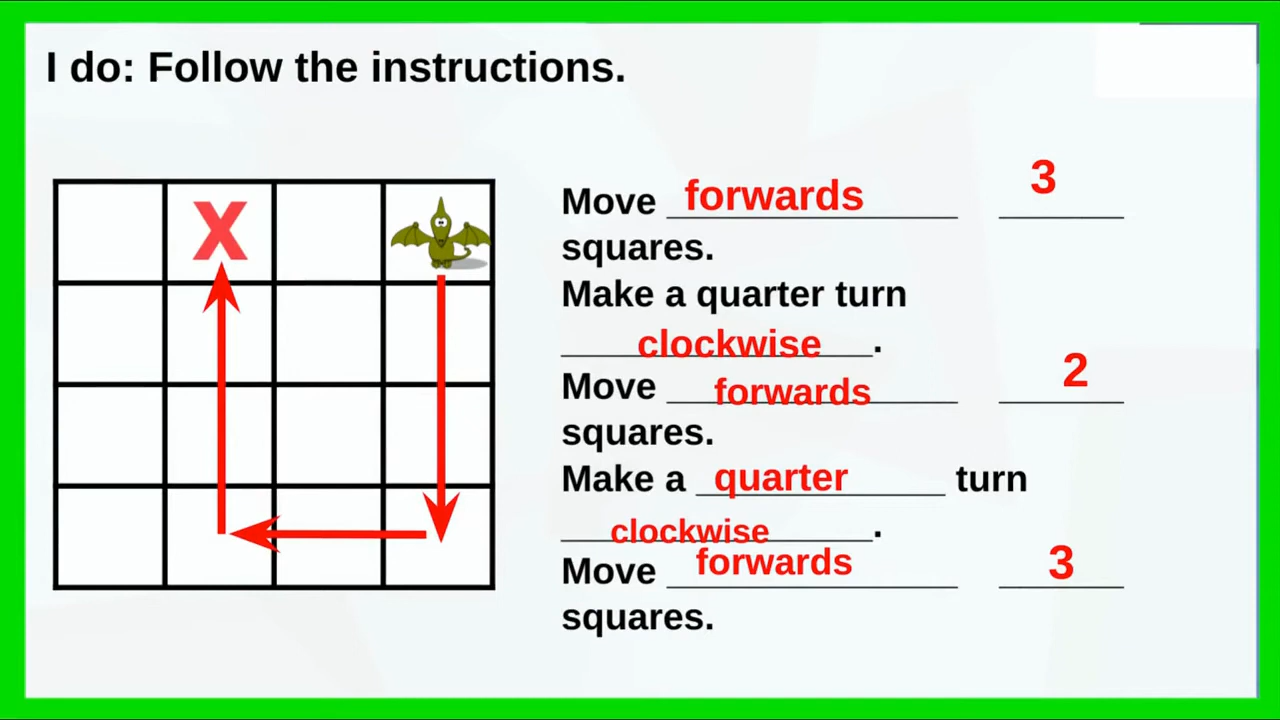 I do: Follow the instructions.
X
Move forwards 3
squares.
Make a quarter turn
clockwise.
Move forwards 2
squares.
Make a quarter turn
clockwise.
Move forwards 3
squares.